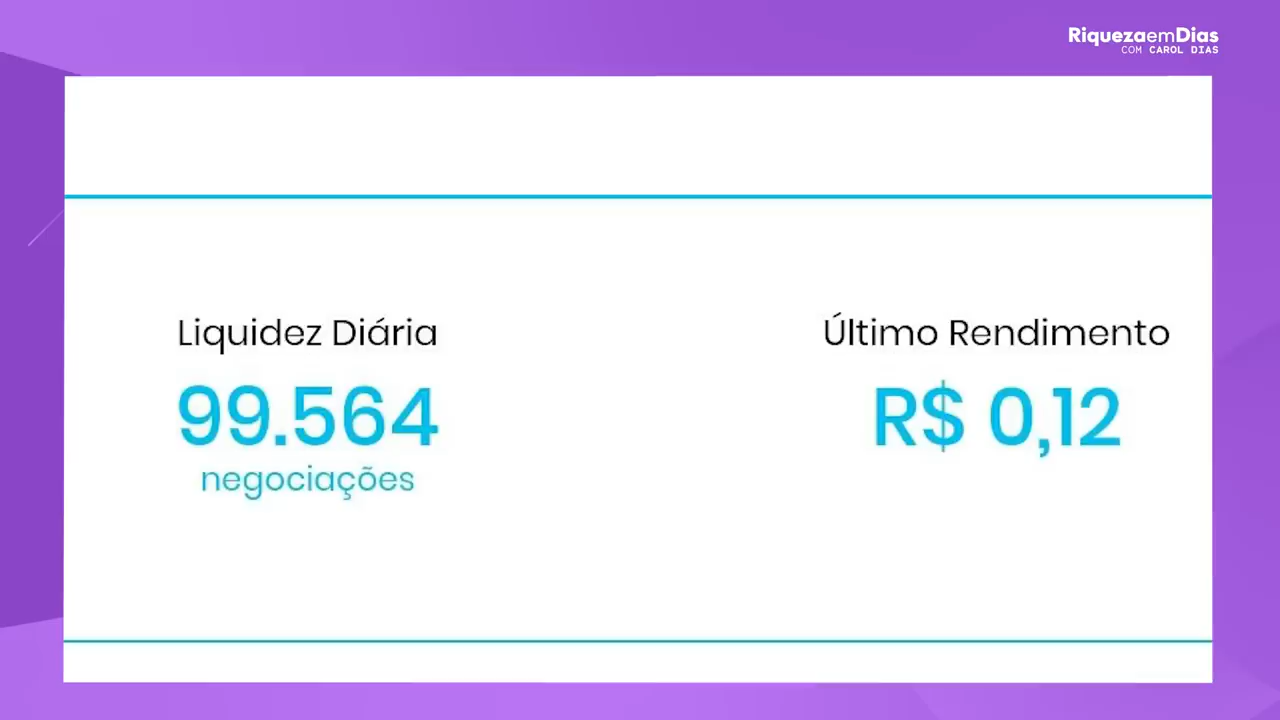 RiquezaemDias
COM CAROL DIAS
Liquidez Diária
99.564
negociações
Último Rendimento
R$ 0,12